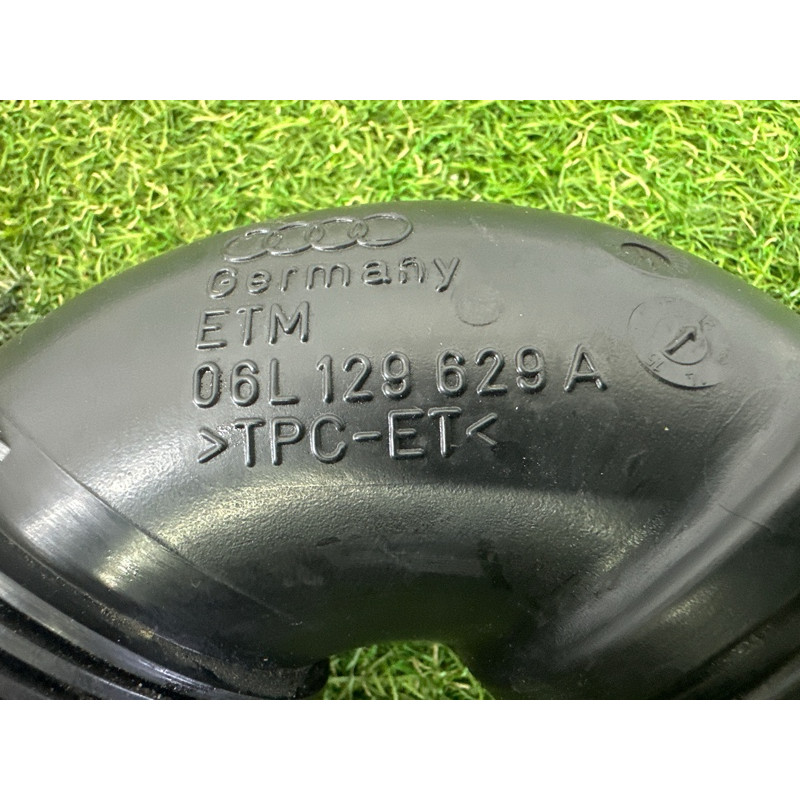 Germany
ETM
06L 129 629 A
>TPC-ET<